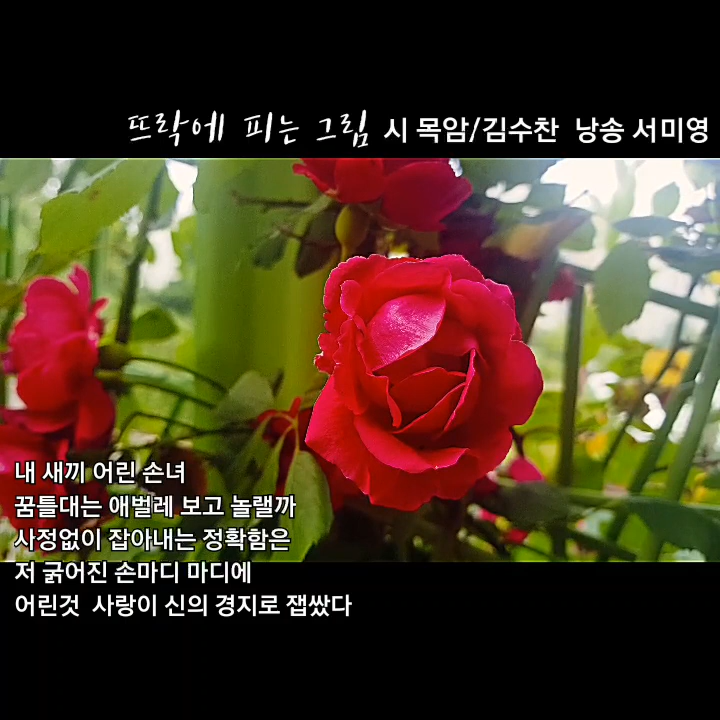 뜨락에 피는 그림 시 목암/김수찬 낭송 서미영
내 새끼 어린 손녀
꿈틀대는 애벌레 보고 놀랠까
사정없이 잡아내는 정확함은
저 굵어진 손마디 마디에
어린것 사랑이 신의 경지로 잽쌌다